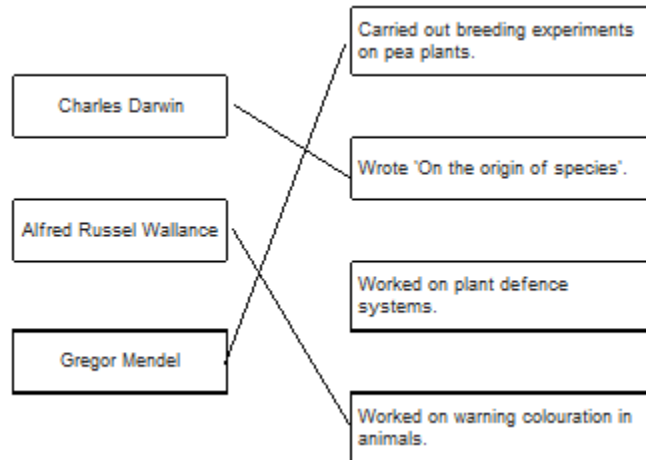 Carried out breeding experiments
on pea plants.
Charles Darwin
Wrote 'On the origin of species'.
Alfred Russel Wallance
Worked on plant defence
systems.
Gregor Mendel
Worked on warning colouration in
animals.